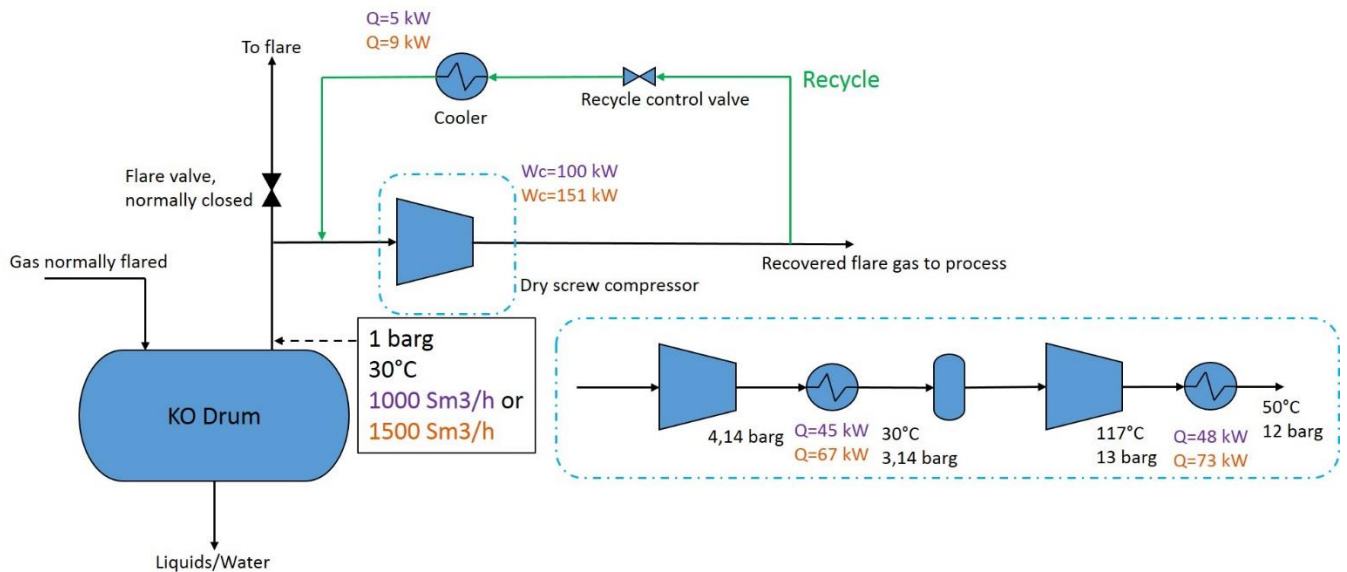 Q=5 kW
Q=9 kW
To flare
Recycle
Recycle control valve
Cooler
Flare valve,
normally closed
Wc=100 kW
Wc=151 kW
Gas normally flared
Recovered flare gas to process
Dry screw compressor
1 barg
30°C
1000 Sm3/h or
1500 Sm3/h
KO Drum
4,14 barg
Q=45 kW
Q=67 kW
30°C
3,14 barg
117°C
13 barg
Q=48 kW
Q=73 kW
50°C
12 barg
Liquids/Water